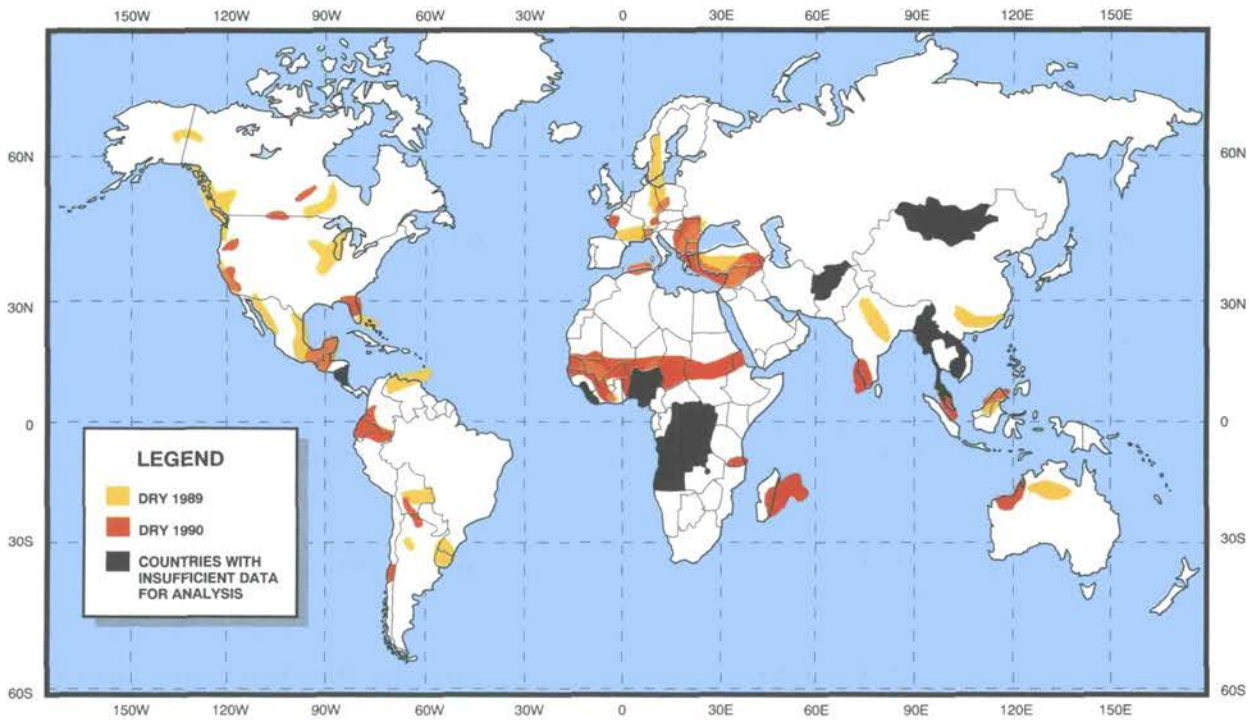 150W 120W 90W 60W 30W 0 30E 60E 90E 120E 150E
60N 60N
30N 30N
0 0
30S 30S
60S 60S
LEGEND
DRY 1989
DRY 1990
COUNTRIES WITH
INSUFFICIENT DATA
FOR ANALYSIS
150W 120W 90W 60W 30W 0 30E 60E 90E 120E 150E